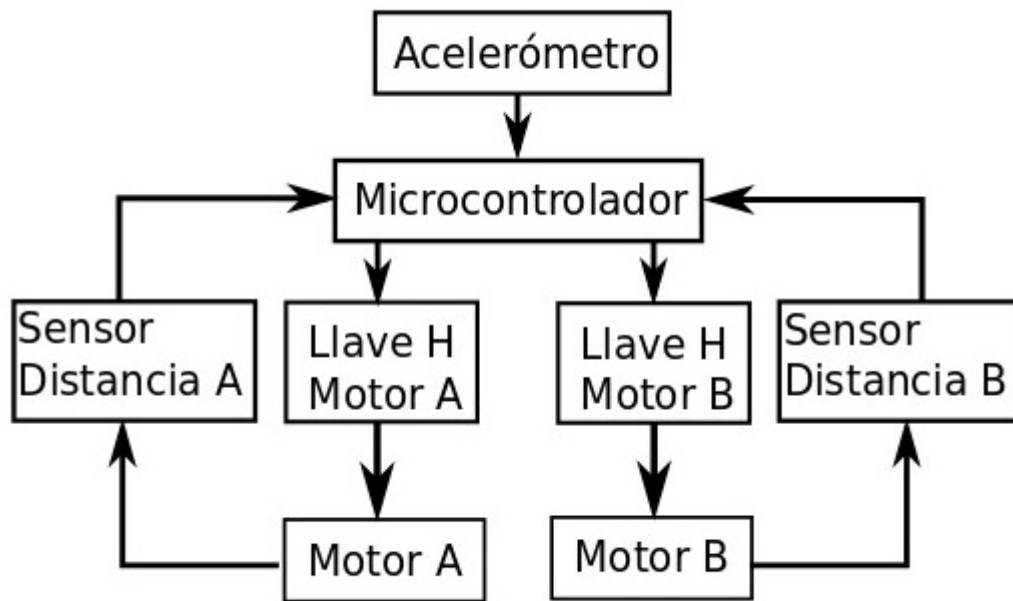 Acelerómetro
Microcontrolador
Sensor
Distancia A
Llave H
Motor A
Llave H
Motor B
Sensor
Distancia B
Motor A
Motor B